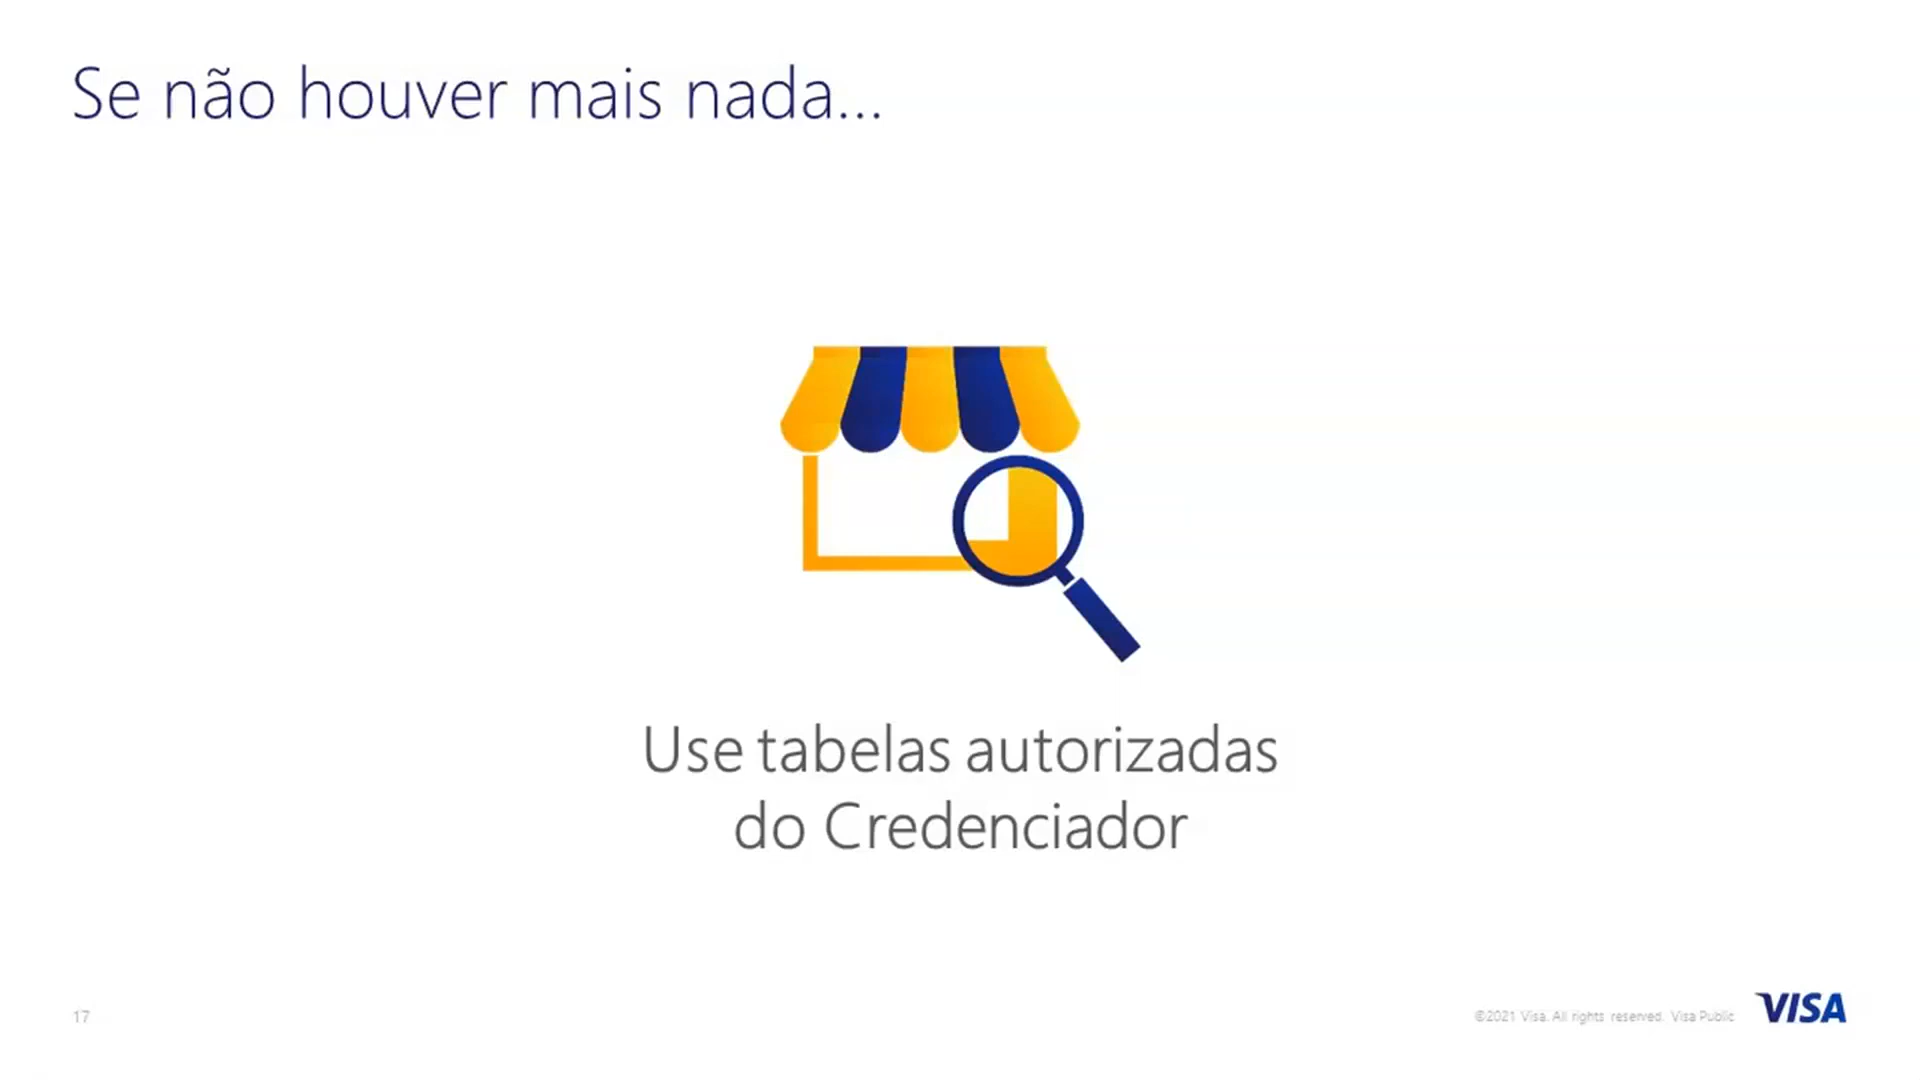 Se não houver mais nada...
Use tabelas autorizadas
do Credenciador
17
©2021 Visa. All rights reserved. Visa Public
VISA